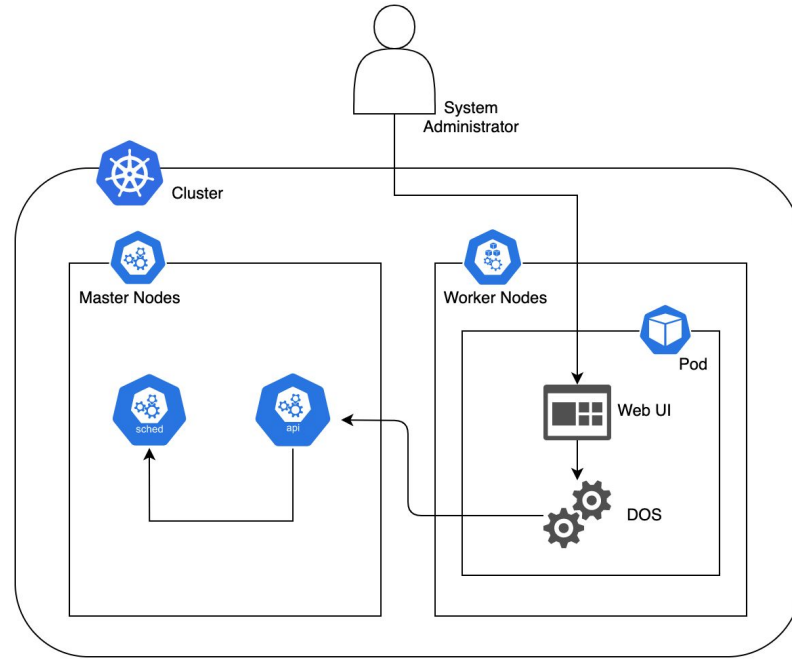 System
Administrator
Cluster
Master Nodes
Worker Nodes
Pod
sched
api
Web UI
DOS